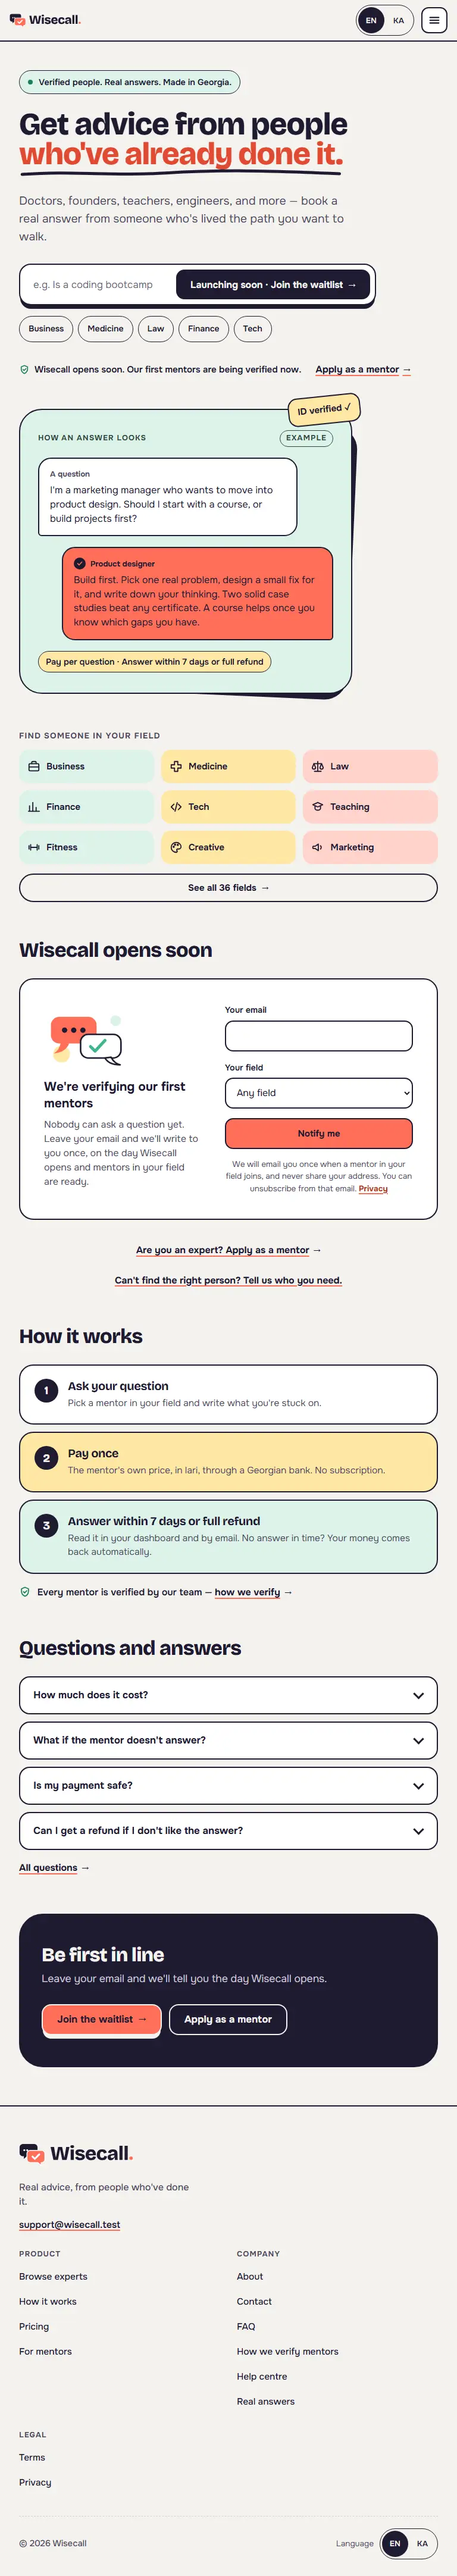 Wisecall.
EN KA
Verified people. Real answers. Made in Georgia.
Get advice from people
who've already done it.
Doctors, founders, teachers, engineers, and more — book a
real answer from someone who's lived the path you want to
walk.
e.g. Is a coding bootcamp
Launching soon · Join the waitlist →
Business Medicine Law Finance Tech
Wisecall opens soon. Our first mentors are being verified now. Apply as a mentor →
ID verified ✓
HOW AN ANSWER LOOKS
EXAMPLE
A question
I'm a marketing manager who wants to move into
product design. Should I start with a course, or
build projects first?
Product designer
Build first. Pick one real problem, design a small fix for
it, and write down your thinking. Two solid case
studies beat any certificate. A course helps once you
know which gaps you have.
Pay per question · Answer within 7 days or full refund
FIND SOMEONE IN YOUR FIELD
Business Medicine Law
Finance Tech Teaching
Fitness Creative Marketing
See all 36 fields →
Wisecall opens soon
We're verifying our first
mentors
Nobody can ask a question yet.
Leave your email and we'll write to
you once, on the day Wisecall
opens and mentors in your field
are ready.
Your email
Your field
Any field
Notify me
We will email you once when a mentor in your
field joins, and never share your address. You can
unsubscribe from that email. Privacy
Are you an expert? Apply as a mentor →
Can't find the right person? Tell us who you need.
How it works
1
Ask your question
Pick a mentor in your field and write what you're stuck on.
2
Pay once
The mentor's own price, in lari, through a Georgian bank. No subscription.
3
Answer within 7 days or full refund
Read it in your dashboard and by email. No answer in time? Your money comes
back automatically.
Every mentor is verified by our team — how we verify →
Questions and answers
How much does it cost?
What if the mentor doesn't answer?
Is my payment safe?
Can I get a refund if I don't like the answer?
All questions →
Be first in line
Leave your email and we'll tell you the day Wisecall opens.
Join the waitlist →
Apply as a mentor
Wisecall.
Real advice, from people who've done
it.
support@wisecall.test
PRODUCT
Browse experts
How it works
Pricing
For mentors
COMPANY
About
Contact
FAQ
How we verify mentors
Help centre
Real answers
LEGAL
Terms
Privacy
© 2026 Wisecall
Language EN KA